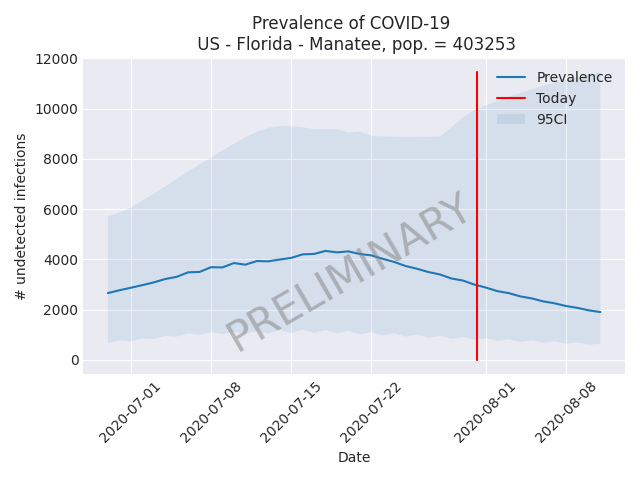 Prevalence of COVID-19
US - Florida - Manatee, pop. = 403253
12000
10000
8000
6000
4000
2000
0
# undetected infections
Prevalence
Today
95CI
PRELIMINARY
2020-07-01
2020-07-08
2020-07-15
2020-07-22
2020-08-01
2020-08-08
Date